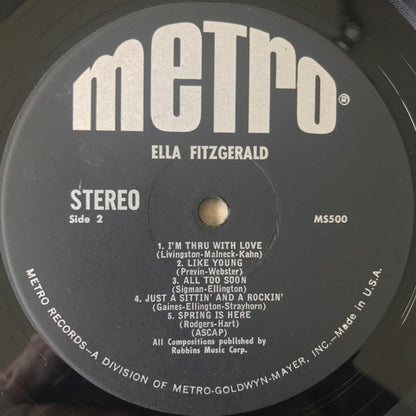 METRO®
ELLA FITZGERALD
STEREO
Side 2
MS500
1. I'M THRU WITH LOVE
(Livingston-Malneck-Kahn)
2. LIKE YOUNG
(Previn-Webster)
3. ALL TOO SOON
(Sigman-Ellington)
4. JUST A SITTIN' AND A ROCKIN'
(Gaines-Ellington-Strayhorn)
5. SPRING IS HERE
(Rodgers-Hart)
(ASCAP)
All Compositions published by
Robbins Music Corp.
METRO RECORDS—A DIVISION OF METRO-GOLDWYN-MAYER, INC.—Made in U.S.A.